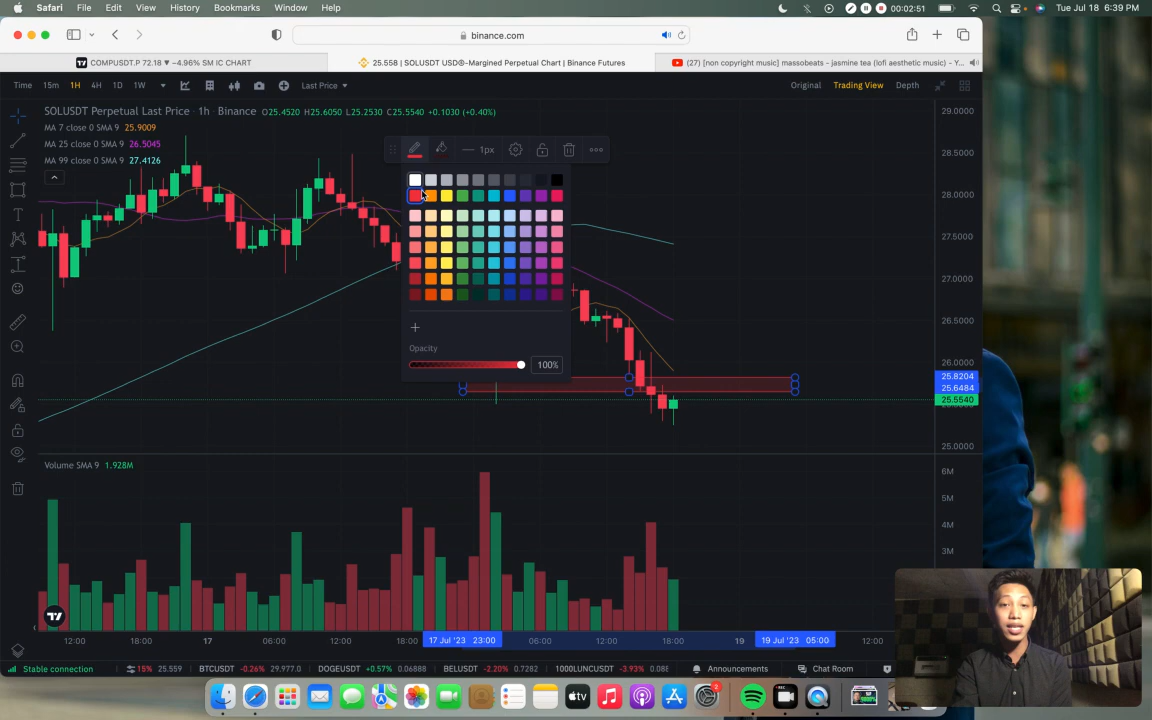 Safari File Edit View History Bookmarks Window Help 00:02:51 Tue Jul 18 6:39 PM
binance.com
COMPUSDT.P 72.18 ▼ −4.96% SM IC CHART
25.558 | SOLUSDT USDⓈ-Margined Perpetual Chart | Binance Futures
(27) [non copyright music] massobeats - jasmine tea (lofi aesthetic music) - Y...
Time 15m 1H 4H 1D 1W Last Price Original Trading View Depth
SOLUSDT Perpetual Last Price · 1h · Binance O25.4520 H25.6050 L25.2530 C25.5540 +0.1030 (+0.40%)
MA 7 close 0 SMA 9 25.9009
MA 25 close 0 SMA 9 26.5045
MA 99 close 0 SMA 9 27.4126
1px
Opacity
100%
29.0000
28.5000
28.0000
27.5000
27.0000
26.5000
26.0000
25.8204
25.6484
25.5540
25.0000
Volume SMA 9 1.928M
6M
5M
4M
3M
12:00 18:00 17 06:00 12:00 18:00 17 Jul '23 23:00 06:00 12:00 18:00 19 19 Jul '23 05:00 12:00
Stable connection 15% 25.559 BTCUSDT -0.26% 29,977.0 DOGEUSDT +0.57% 0.06888 BELUSDT -2.20% 0.7282 1000LUNCUSDT -3.93% 0.08 Announcements Chat Room